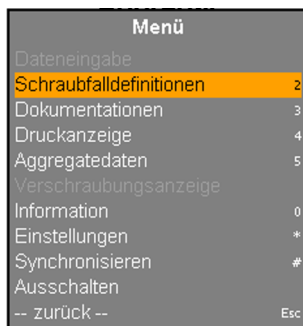 Menü
Dateneingabe
Schraubfalldefinitionen 2
Dokumentationen 3
Druckanzeige 4
Aggregatedaten 5
Verschraubungsanzeige
Information 0
Einstellungen *
Synchronisieren #
Ausschalten
-- zurück -- Esc